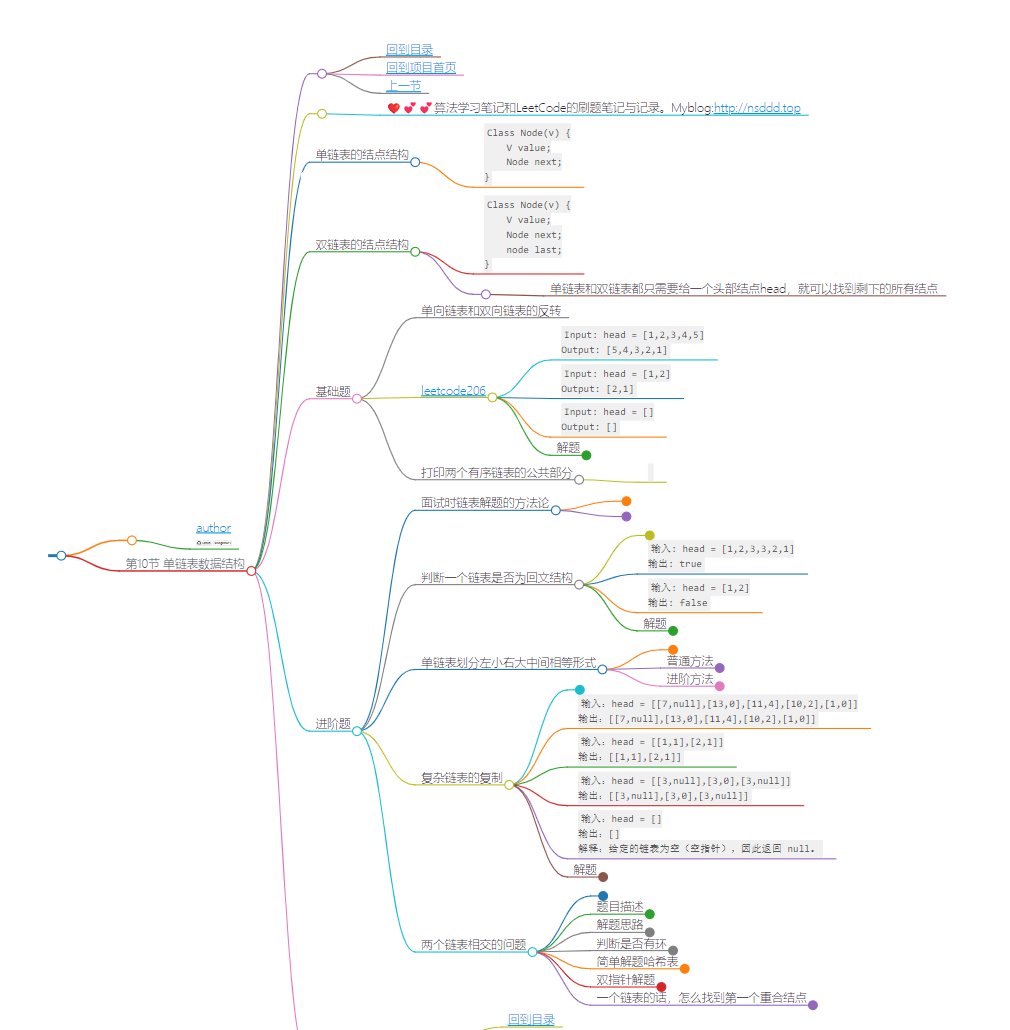 回到目录
回到项目首页
上一节
❤️💕💕算法学习笔记和LeetCode的刷题笔记与记录。Myblog:http://nsddd.top
单链表的结点结构
Class Node(v) {
V value;
Node next;
}
双链表的结点结构
Class Node(v) {
V value;
Node next;
node last;
}
单链表和双链表都只需要给一个头部结点head，就可以找到剩下的所有结点
基础题
单向链表和双向链表的反转
leetcode206
Input: head = [1,2,3,4,5]
Output: [5,4,3,2,1]
Input: head = [1,2]
Output: [2,1]
Input: head = []
Output: []
解题
打印两个有序链表的公共部分
author
第10节 单链表数据结构
进阶题
面试时链表解题的方法论
判断一个链表是否为回文结构
输入: head = [1,2,3,3,2,1]
输出: true
输入: head = [1,2]
输出: false
解题
单链表划分左小右大中间相等形式
普通方法
进阶方法
复杂链表的复制
输入：head = [[7,null],[13,0],[11,4],[10,2],[1,0]]
输出：[[7,null],[13,0],[11,4],[10,2],[1,0]]
输入：head = [[1,1],[2,1]]
输出：[[1,1],[2,1]]
输入：head = [[3,null],[3,0],[3,null]]
输出：[[3,null],[3,0],[3,null]]
输入：head = []
输出：[]
解释：给定的链表为空（空指针），因此返回 null。
解题
两个链表相交的问题
题目描述
解题思路
判断是否有环
简单解题哈希表
双指针解题
一个链表的话，怎么找到第一个重合结点
回到目录